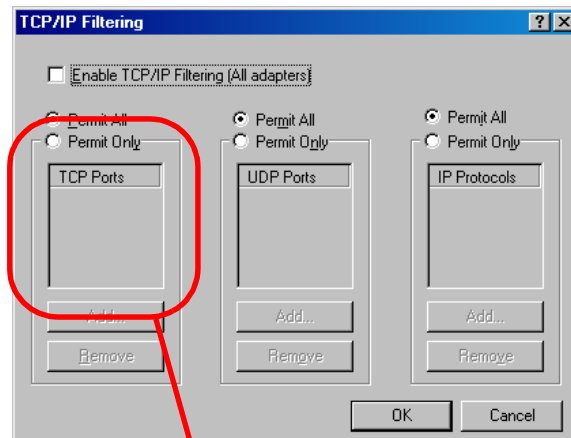 TCP/IP Filtering
Enable TCP/IP Filtering (All adapters)
Permit All
Permit Only
TCP Ports
Add...
Remove
Permit All
Permit Only
UDP Ports
Add...
Remove
Permit All
Permit Only
IP Protocols
Add...
Remove
OK
Cancel